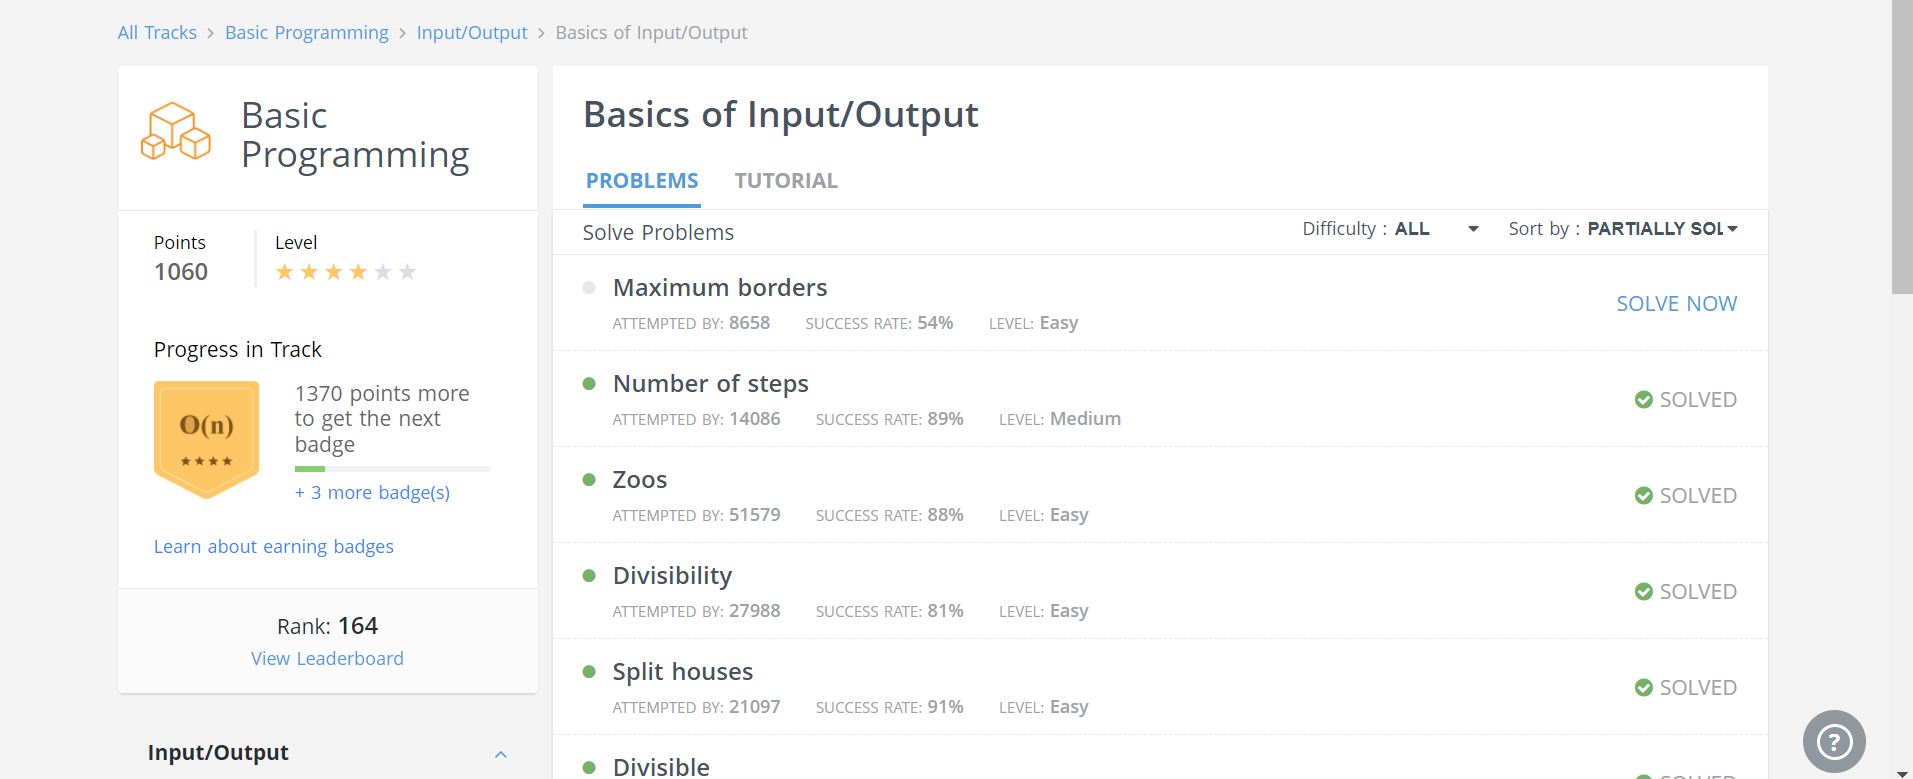 All Tracks > Basic Programming > Input/Output > Basics of Input/Output
Basic
Programming
Points
1060
Level
Progress in Track
O(n)
1370 points more
to get the next
badge
+ 3 more badge(s)
Learn about earning badges
Rank: 164
View Leaderboard
Input/Output
Basics of Input/Output
PROBLEMS TUTORIAL
Solve Problems
Difficulty : ALL Sort by : PARTIALLY SOL
Maximum borders
ATTEMPTED BY: 8658 SUCCESS RATE: 54% LEVEL: Easy
SOLVE NOW
Number of steps
ATTEMPTED BY: 14086 SUCCESS RATE: 89% LEVEL: Medium
SOLVED
Zoos
ATTEMPTED BY: 51579 SUCCESS RATE: 88% LEVEL: Easy
SOLVED
Divisibility
ATTEMPTED BY: 27988 SUCCESS RATE: 81% LEVEL: Easy
SOLVED
Split houses
ATTEMPTED BY: 21097 SUCCESS RATE: 91% LEVEL: Easy
SOLVED
Divisible
?